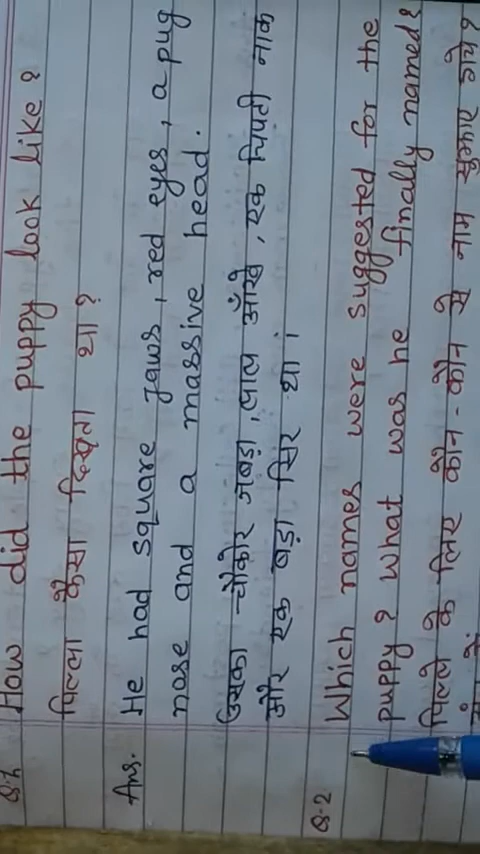 Q.1 How did the puppy look like ?
पिल्ला कैसा दिखता था ?
Ans. He had square jaws, red eyes, a pug
nose and a massive head.
उसका चौकोर जबड़ा, लाल आँखे, एक चिपटी नाक
और एक बड़ा सिर था।
Q.2 Which names were suggested for the
puppy ? What was he finally named ?
पिल्ले के लिए कौन-कौन से नाम सुझाए गये ?